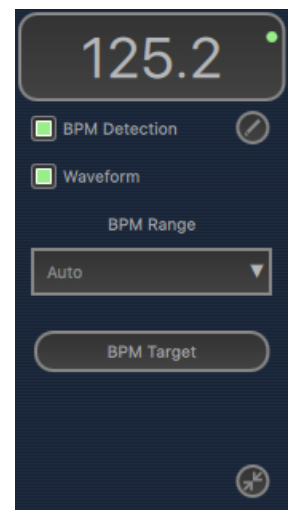 125.2
BPM Detection
Waveform
BPM Range
Auto
BPM Target